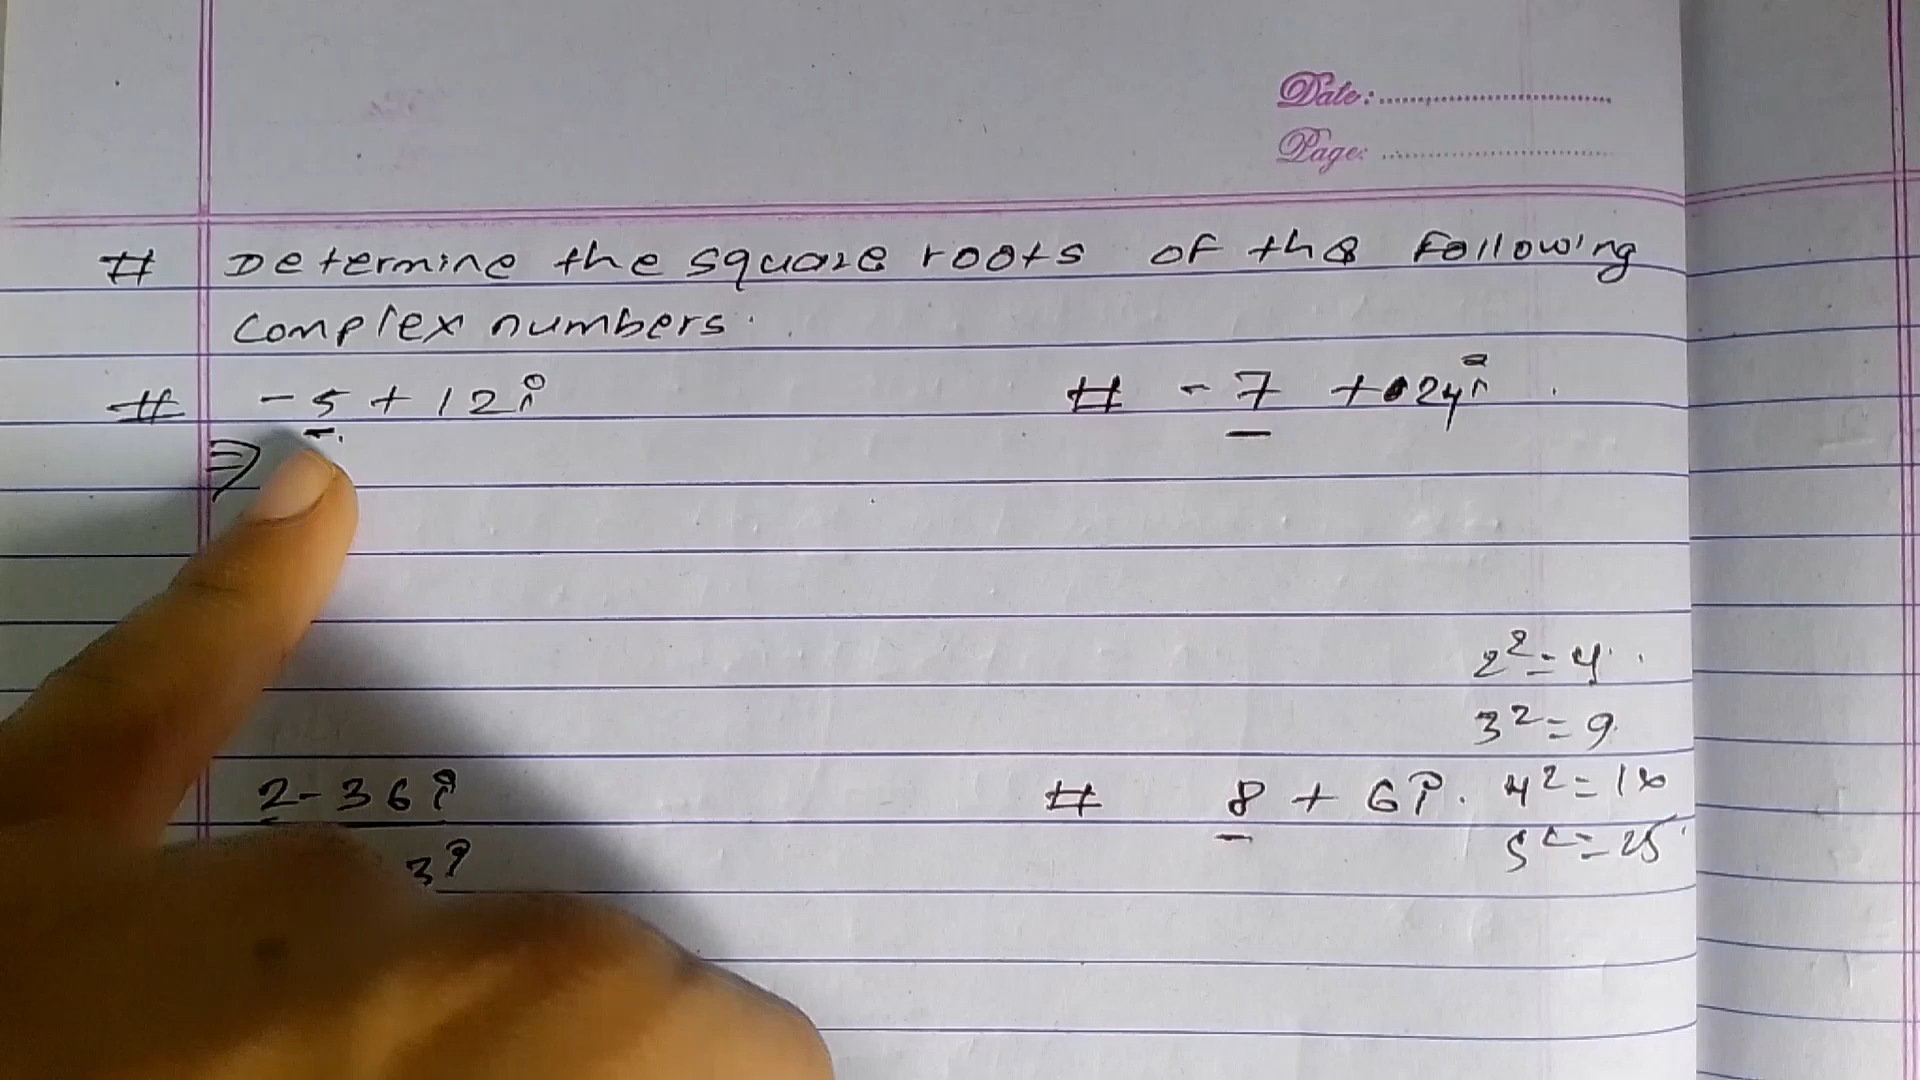 Date:
Page:
# Determine the square roots of the following
complex numbers.
# -5+12i # -7 +24i
⇒
2²=4
3²=9
2-36i # 8+6i. 4²=16
3i 5²=25